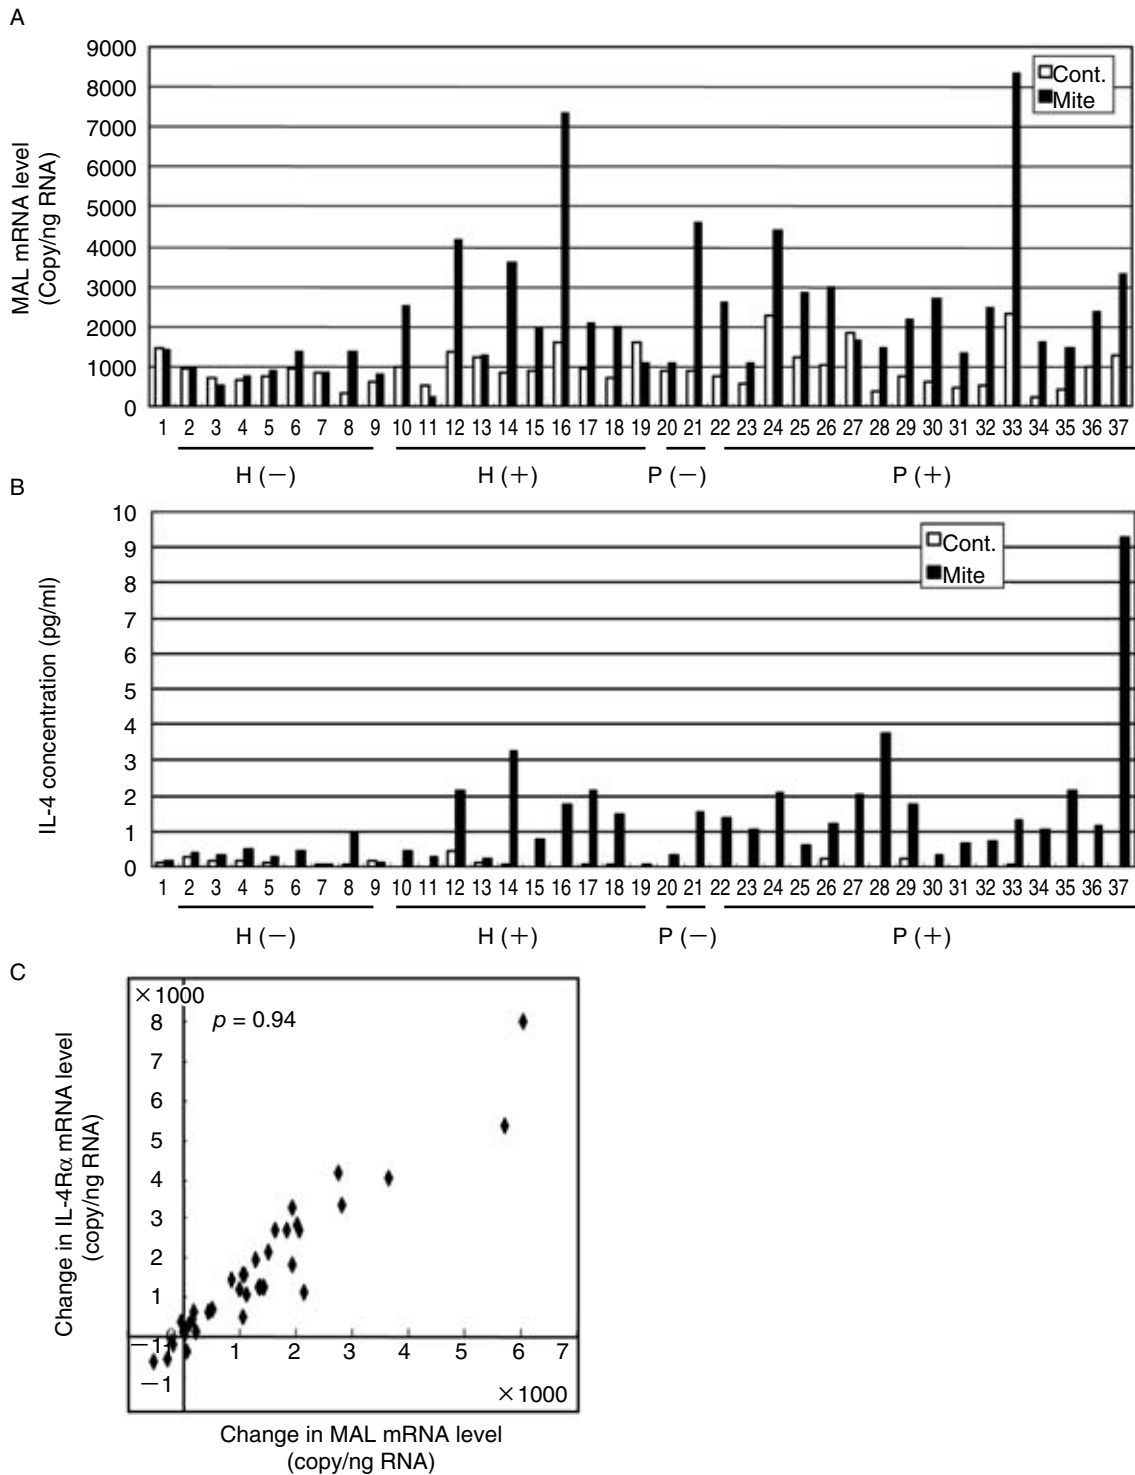 A
MAL mRNA level
(Copy/ng RNA)
9000
8000
7000
6000
5000
4000
3000
2000
1000
0
Cont.
Mite
1 2 3 4 5 6 7 8 9 10 11 12 13 14 15 16 17 18 19 20 21 22 23 24 25 26 27 28 29 30 31 32 33 34 35 36 37
H (−) H (+) P (−) P (+)
B
IL-4 concentration (pg/ml)
10
9
8
7
6
5
4
3
2
1
0
Cont.
Mite
1 2 3 4 5 6 7 8 9 10 11 12 13 14 15 16 17 18 19 20 21 22 23 24 25 26 27 28 29 30 31 32 33 34 35 36 37
H (−) H (+) P (−) P (+)
C
Change in IL-4Rα mRNA level
(copy/ng RNA)
×1000
p = 0.94
8
7
6
5
4
3
2
1
0
−1 1 2 3 4 5 6 7
−1
×1000
Change in MAL mRNA level
(copy/ng RNA)